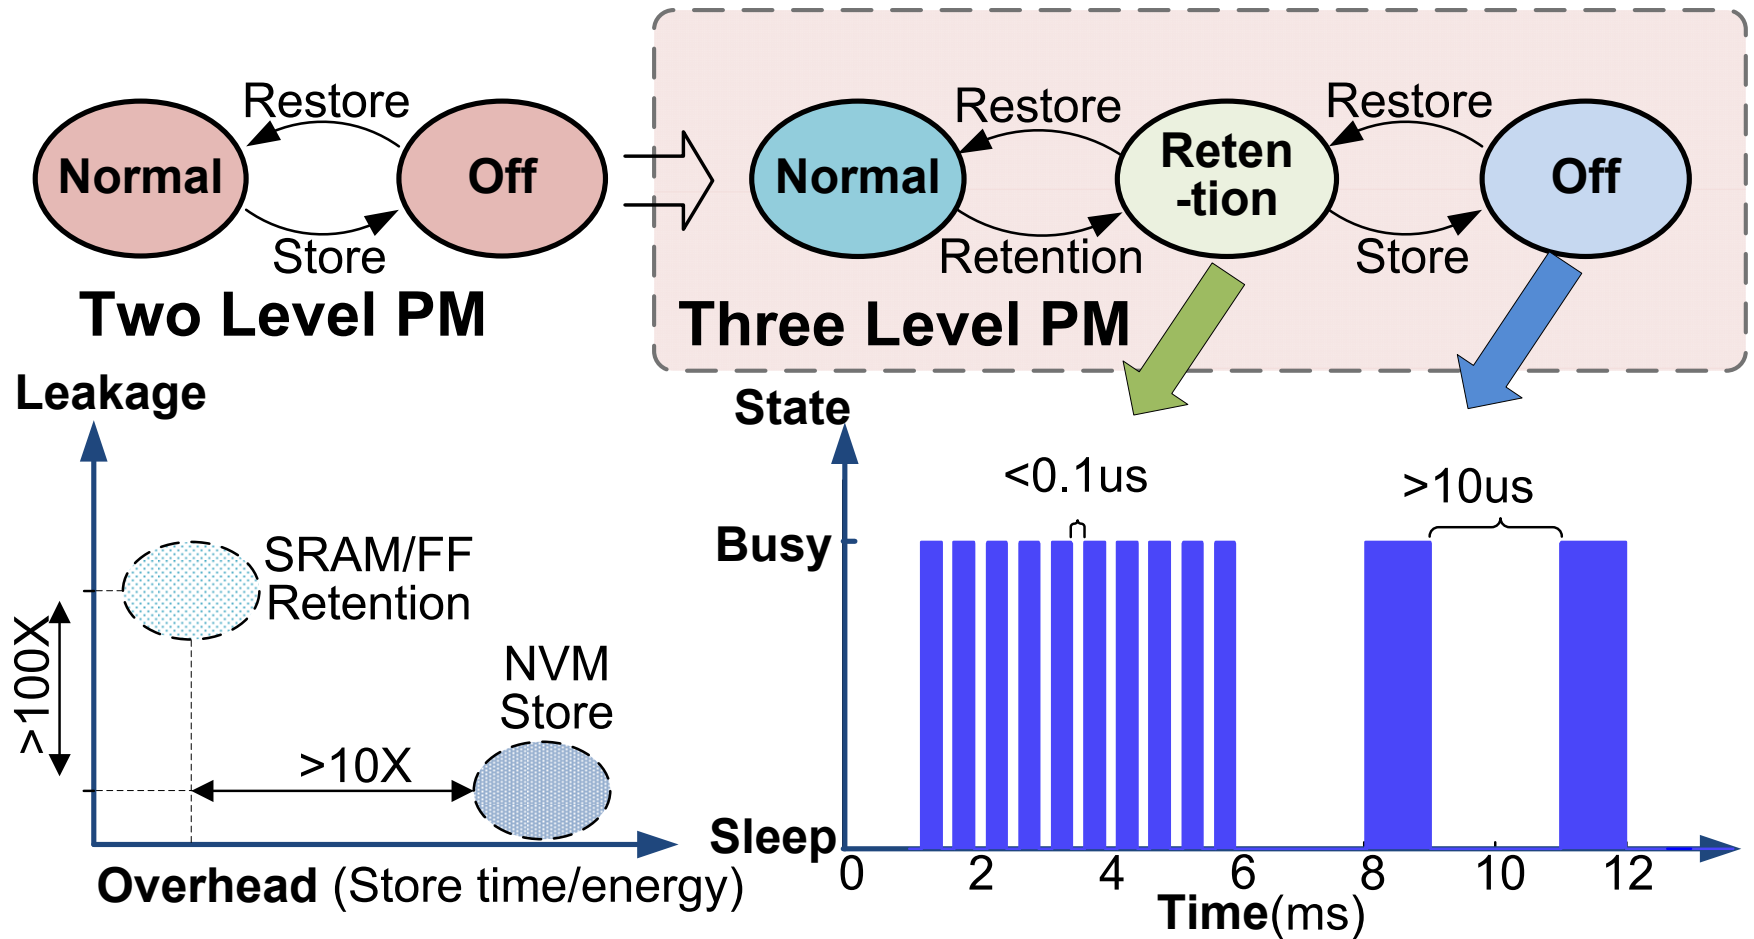 Restore
Normal
Off
Store
Two Level PM
Restore
Restore
Normal
Reten
-tion
Off
Retention
Store
Three Level PM
Leakage
SRAM/FF
Retention
>100X
NVM
Store
>10X
Overhead (Store time/energy)
State
<0.1us
>10us
Busy
Sleep
0 2 4 6 8 10 12
Time(ms)